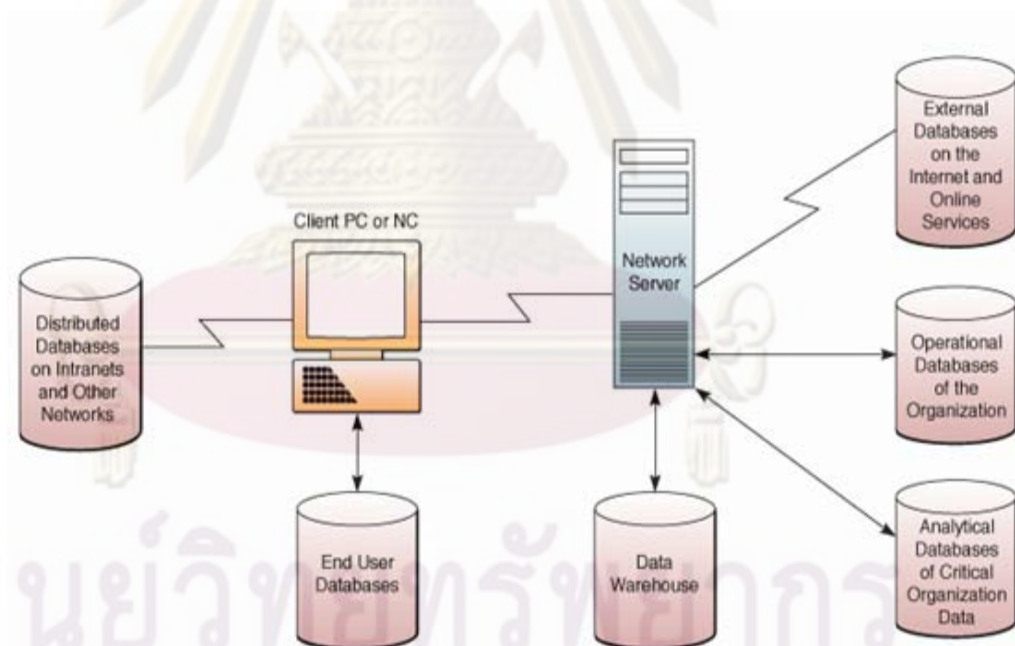 External
Databases
on the
Internet and
Online
Services
Client PC or NC
Network
Server
Distributed
Databases
on Intranets
and Other
Networks
Operational
Databases
of the
Organization
End User
Databases
Data
Warehouse
Analytical
Databases
of Critical
Organization
Data
นย์วิทยทรัพยากร